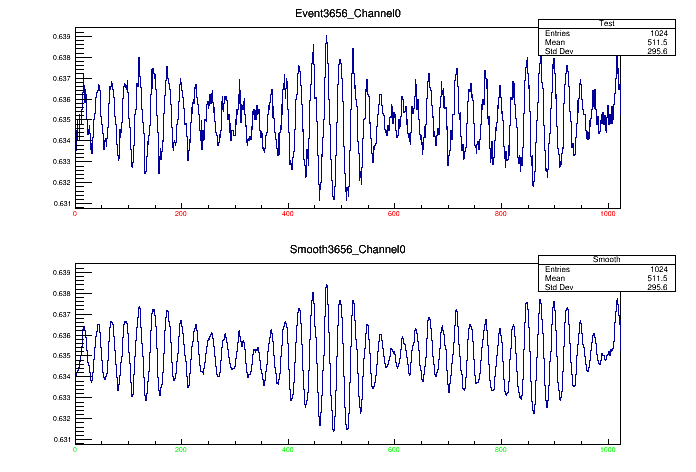 Event3656_Channel0
Test
Entries 1024
Mean 511.5
Std Dev 295.6
0.639
0.638
0.637
0.636
0.635
0.634
0.633
0.632
0.631
0 200 400 600 800 1000
Smooth3656_Channel0
Smooth
Entries 1024
Mean 511.5
Std Dev 295.6
0.639
0.638
0.637
0.636
0.635
0.634
0.633
0.632
0.631
0 200 400 600 800 1000